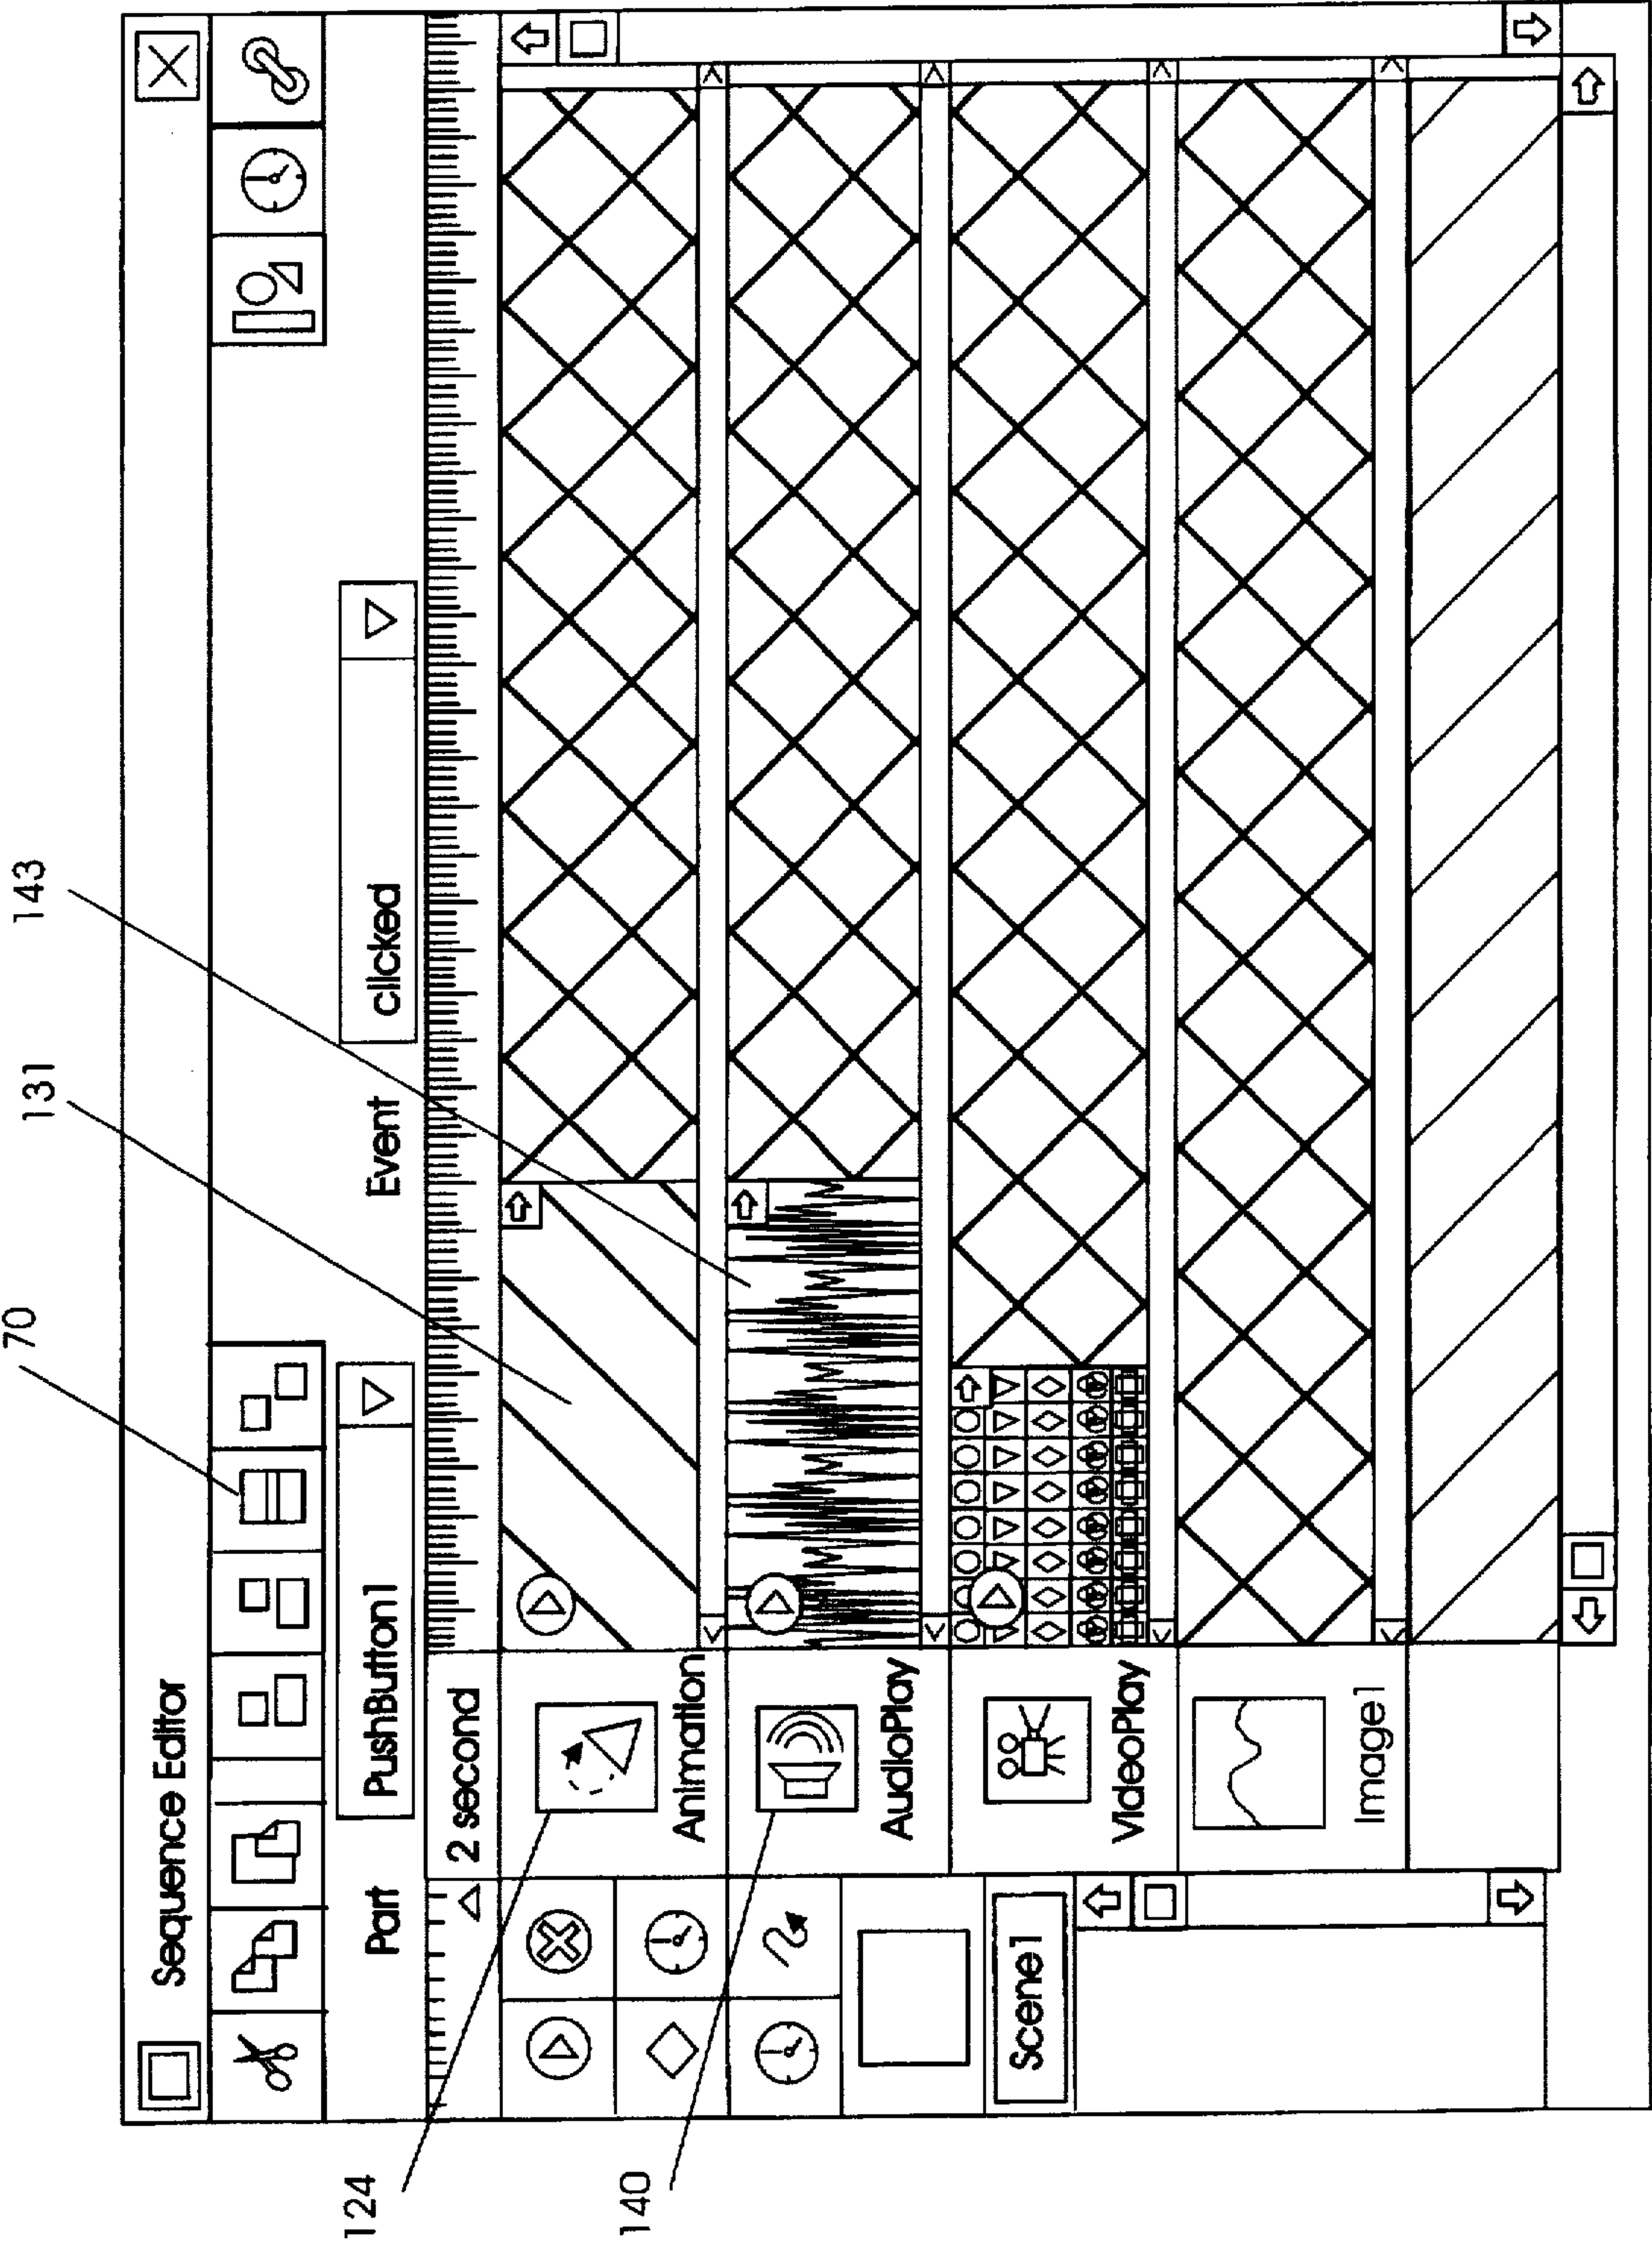 70
131
143
Sequence Editor
Part PushButton1 Event clicked
2 second
124
Animation
140
AudioPlay
VideoPlay
Scene1
Image1